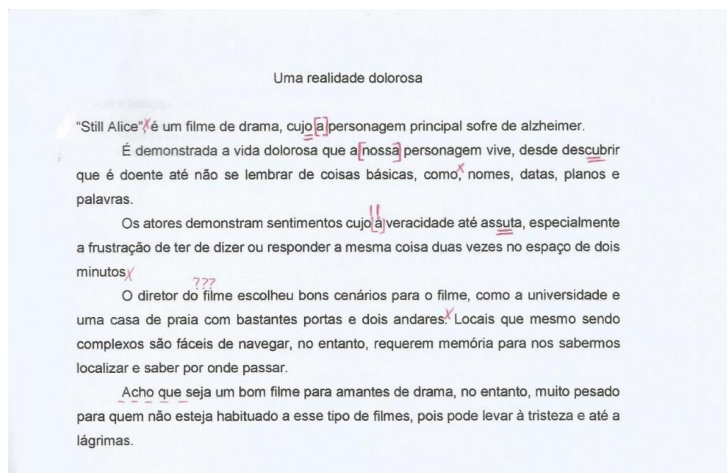 Uma realidade dolorosa
“Still Alice”, é um filme de drama, cujo [a] personagem principal sofre de alzheimer.
É demonstrada a vida dolorosa que a [nossa] personagem vive, desde descubrir
que é doente até não se lembrar de coisas básicas, como, nomes, datas, planos e
palavras.
Os atores demonstram sentimentos cujo [a] veracidade até assuta, especialmente
a frustração de ter de dizer ou responder a mesma coisa duas vezes no espaço de dois
minutos
???
O diretor do filme escolheu bons cenários para o filme, como a universidade e
uma casa de praia com bastantes portas e dois andares. Locais que mesmo sendo
complexos são fáceis de navegar, no entanto, requerem memória para nos sabermos
localizar e saber por onde passar.
Acho que seja um bom filme para amantes de drama, no entanto, muito pesado
para quem não esteja habituado a esse tipo de filmes, pois pode levar à tristeza e até a
lágrimas.